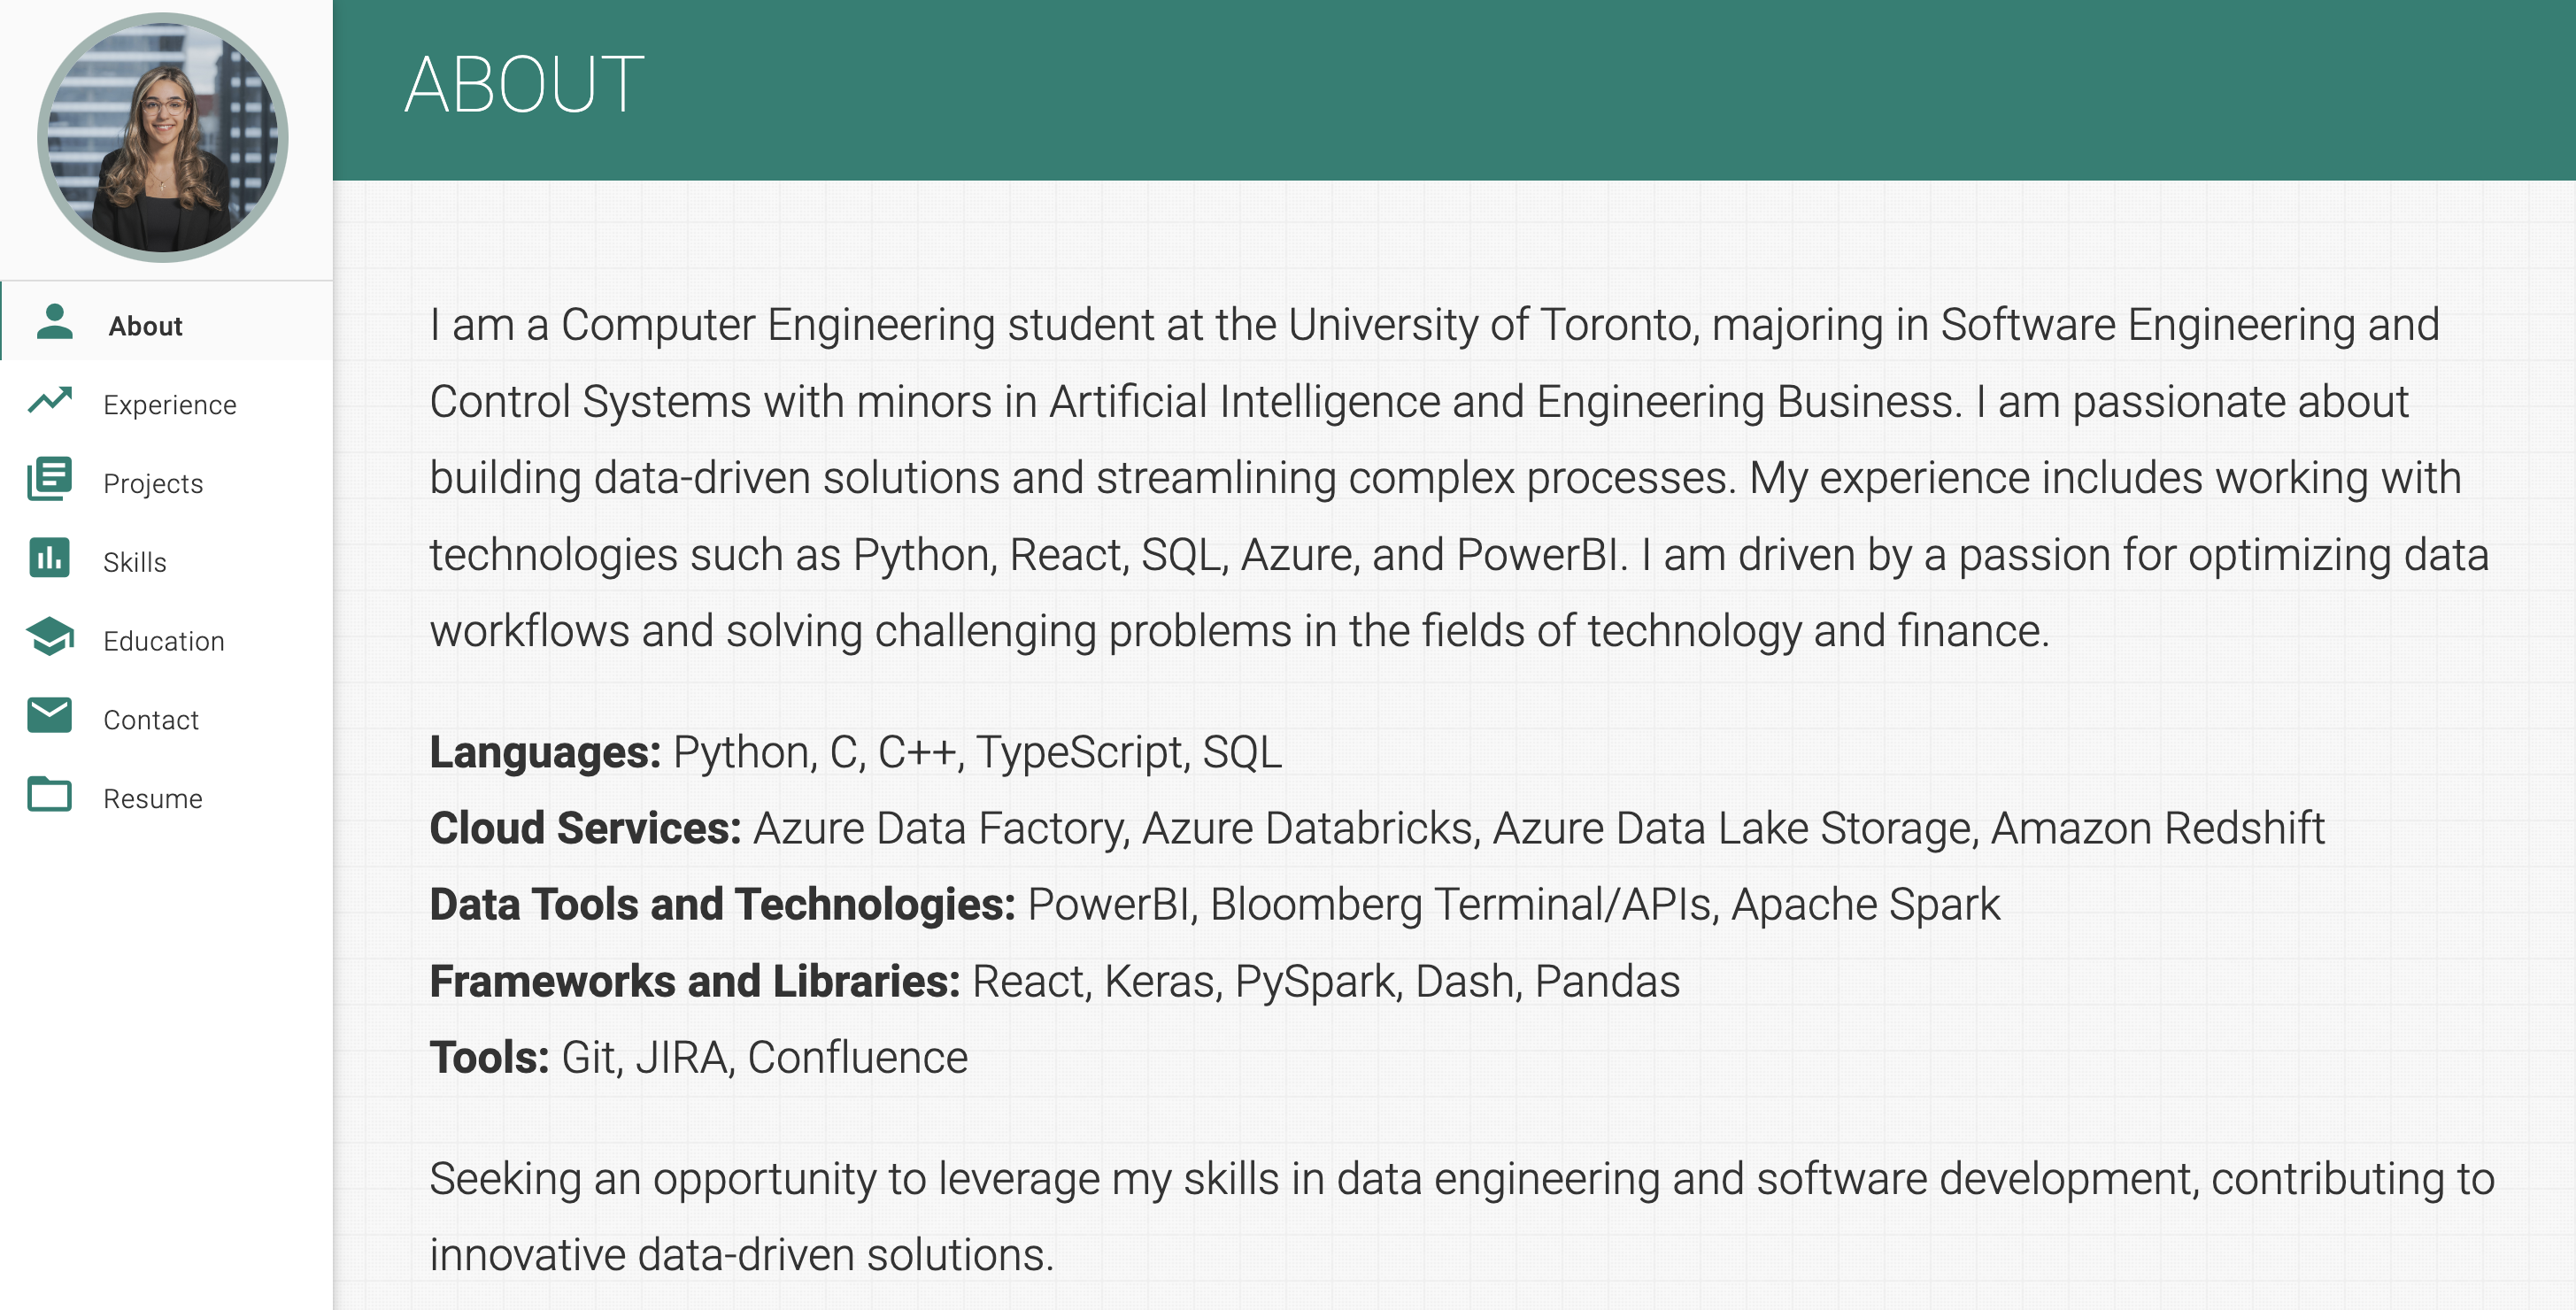 ABOUT
About
Experience
Projects
Skills
Education
Contact
Resume
I am a Computer Engineering student at the University of Toronto, majoring in Software Engineering and
Control Systems with minors in Artificial Intelligence and Engineering Business. I am passionate about
building data-driven solutions and streamlining complex processes. My experience includes working with
technologies such as Python, React, SQL, Azure, and PowerBI. I am driven by a passion for optimizing data
workflows and solving challenging problems in the fields of technology and finance.
Languages: Python, C, C++, TypeScript, SQL
Cloud Services: Azure Data Factory, Azure Databricks, Azure Data Lake Storage, Amazon Redshift
Data Tools and Technologies: PowerBI, Bloomberg Terminal/APIs, Apache Spark
Frameworks and Libraries: React, Keras, PySpark, Dash, Pandas
Tools: Git, JIRA, Confluence
Seeking an opportunity to leverage my skills in data engineering and software development, contributing to
innovative data-driven solutions.